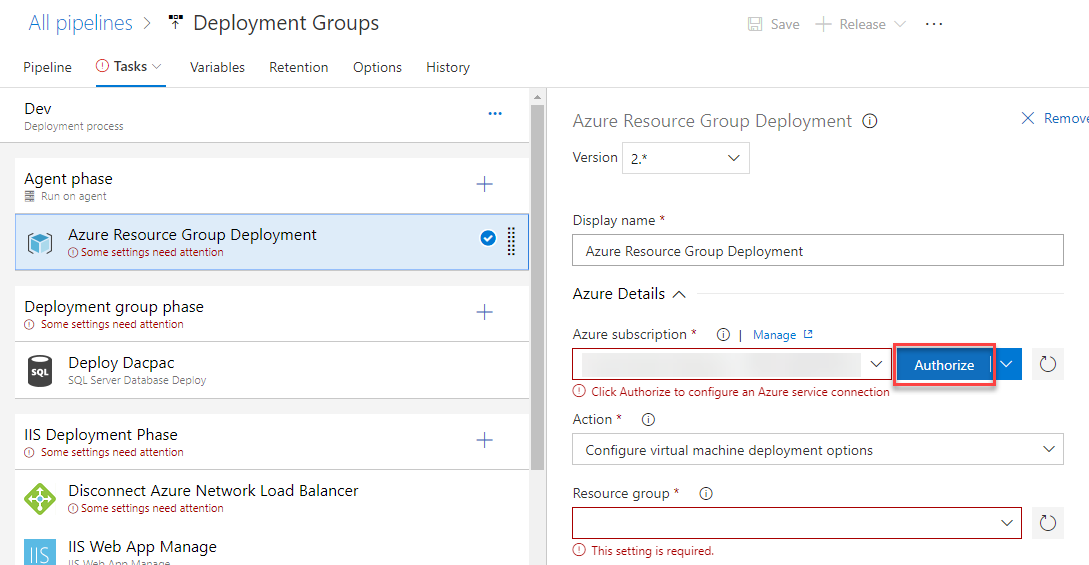 All pipelines > Deployment Groups
Save + Release ...
Pipeline Tasks Variables Retention Options History
Dev
Deployment process
Agent phase
Run on agent
Azure Resource Group Deployment
Some settings need attention
Deployment group phase
Some settings need attention
Deploy Dacpac
SQL
SQL Server Database Deploy
IIS Deployment Phase
Some settings need attention
Disconnect Azure Network Load Balancer
Some settings need attention
IIS
IIS Web App Manage
IIS Web App Manage
Azure Resource Group Deployment
Remove
Version 2.*
Display name *
Azure Resource Group Deployment
Azure Details
Azure subscription * | Manage
Authorize
Click Authorize to configure an Azure service connection
Action *
Configure virtual machine deployment options
Resource group *
This setting is required.